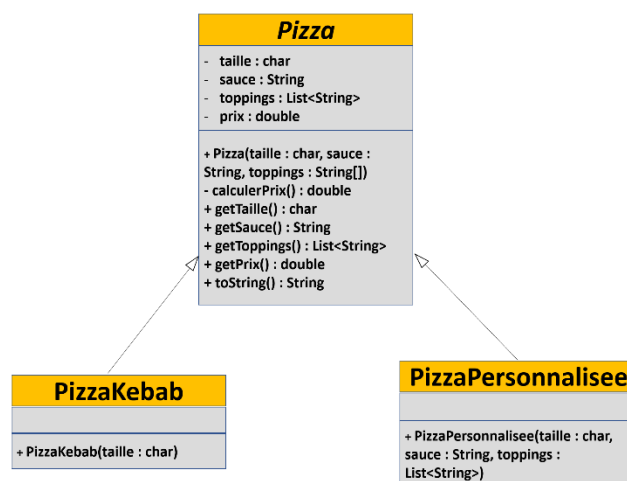 Pizza
- taille : char
- sauce : String
- toppings : List<String>
- prix : double
+ Pizza(taille : char, sauce :
String, toppings : String[])
- calculerPrix() : double
+ getTaille() : char
+ getSauce() : String
+ getToppings() : List<String>
+ getPrix() : double
+ toString() : String
PizzaKebab
+ PizzaKebab(taille : char)
PizzaPersonnalisee
+ PizzaPersonnalisee(taille : char,
sauce : String, toppings :
List<String>)